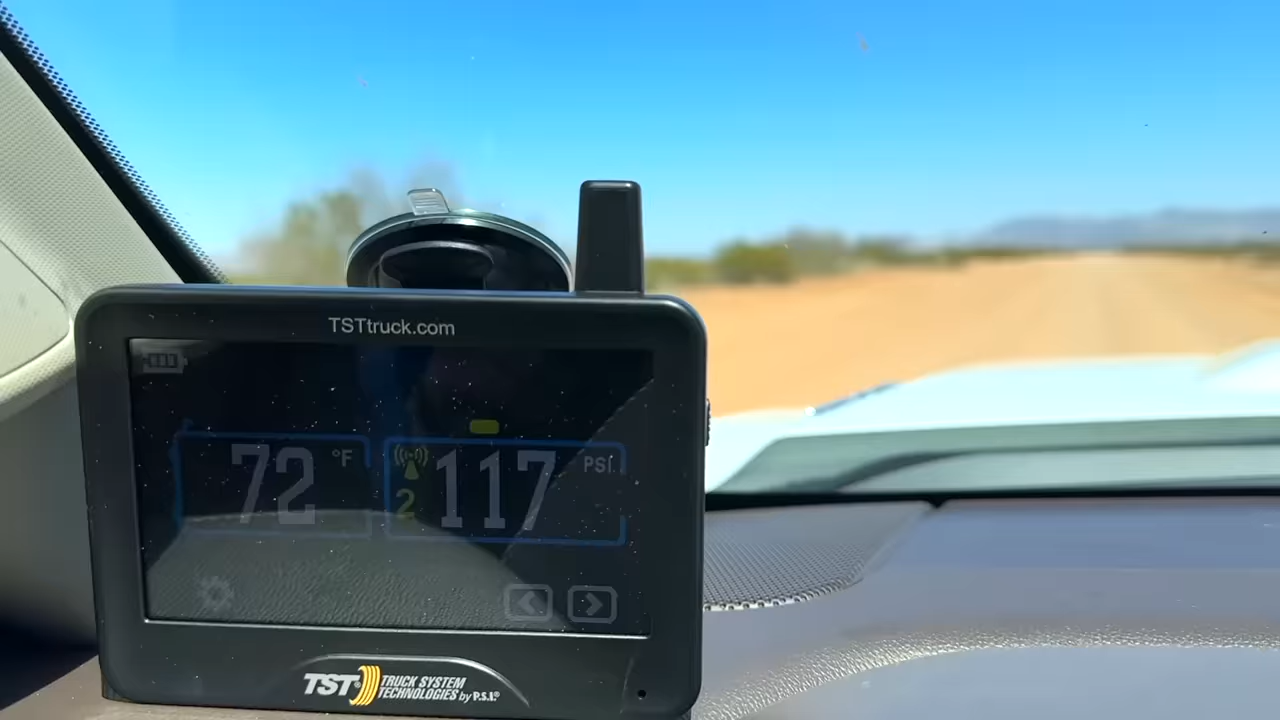 TSTtruck.com
72 °F
2 117 PSI
TST® TRUCK SYSTEM
TECHNOLOGIES by P.S.I.®